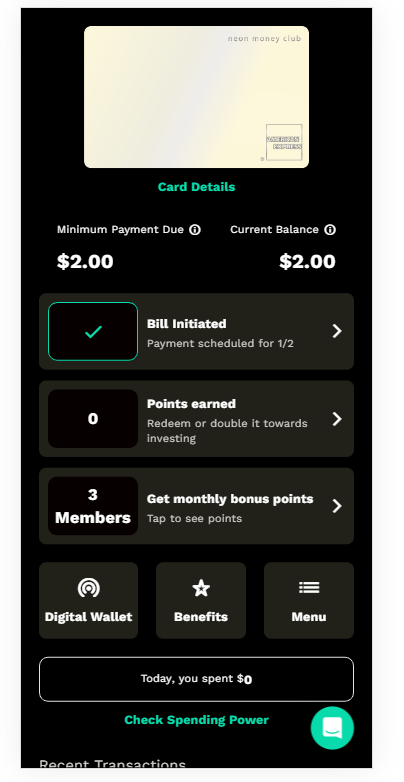 neon money club
AMERICAN
EXPRESS
Card Details
Minimum Payment Due
Current Balance
$2.00
$2.00
Bill Initiated
Payment scheduled for 1/2
0
Points earned
Redeem or double it towards
investing
3
Members
Get monthly bonus points
Tap to see points
Digital Wallet
Benefits
Menu
Today, you spent $0
Check Spending Power
Recent Transactions